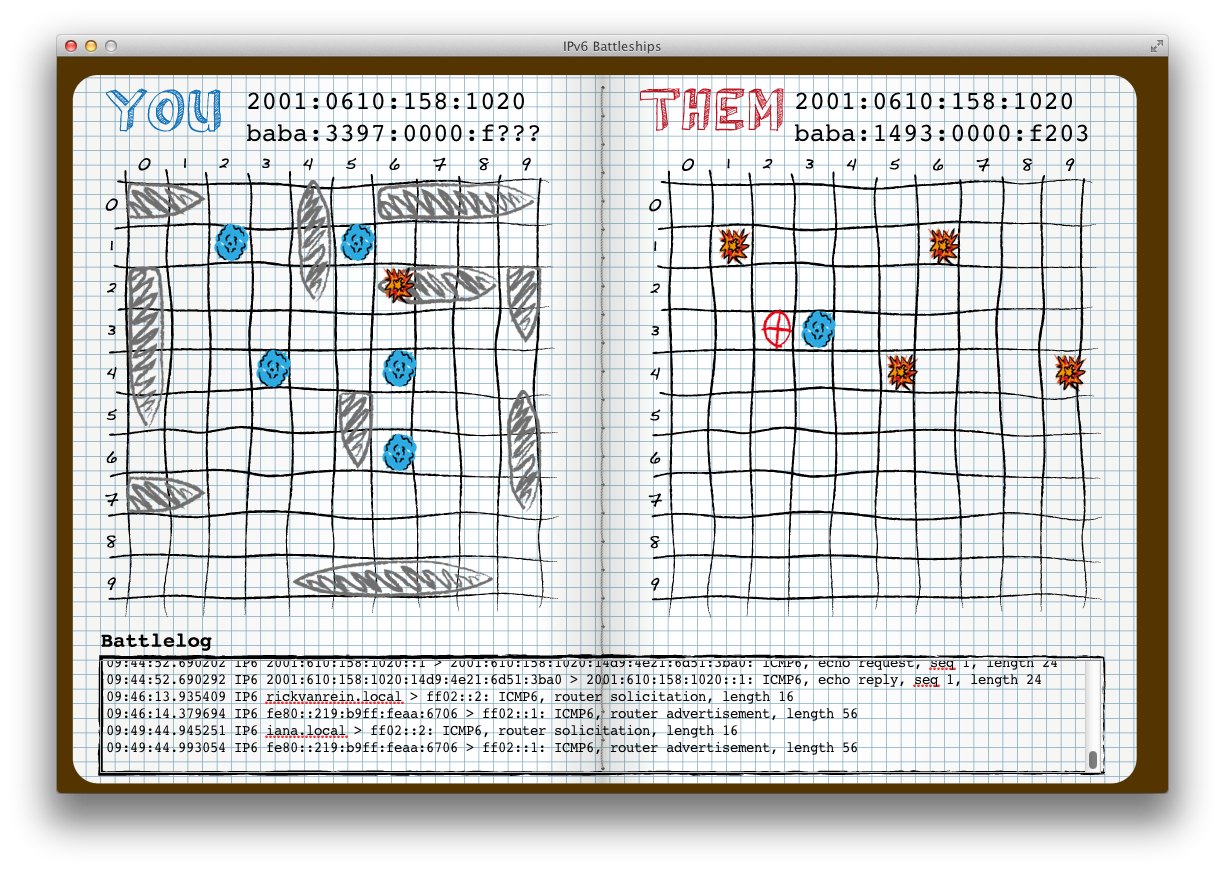 IPv6 Battleships
YOU 2001:0610:158:1020
baba:3397:0000:f???
THEM 2001:0610:158:1020
baba:1493:0000:f203
0 1 2 3 4 5 6 7 8 9
0
1
2
3
4
5
6
7
8
9
0 1 2 3 4 5 6 7 8 9
0
1
2
3
4
5
6
7
8
9
Battlelog
09:44:52.690202 IP6 2001:610:158:1020::1 > 2001:610:158:1020:14d9:4e21:6d51:3ba0: ICMP6, echo request, seq 1, length 24
09:44:52.690292 IP6 2001:610:158:1020:14d9:4e21:6d51:3ba0 > 2001:610:158:1020::1: ICMP6, echo reply, seq 1, length 24
09:46:13.935409 IP6 rickvanrein.local > ff02::2: ICMP6, router solicitation, length 16
09:46:14.379694 IP6 fe80::219:b9ff:feaa:6706 > ff02::1: ICMP6, router advertisement, length 56
09:49:44.945251 IP6 iana.local > ff02::2: ICMP6, router solicitation, length 16
09:49:44.993054 IP6 fe80::219:b9ff:feaa:6706 > ff02::1: ICMP6, router advertisement, length 56